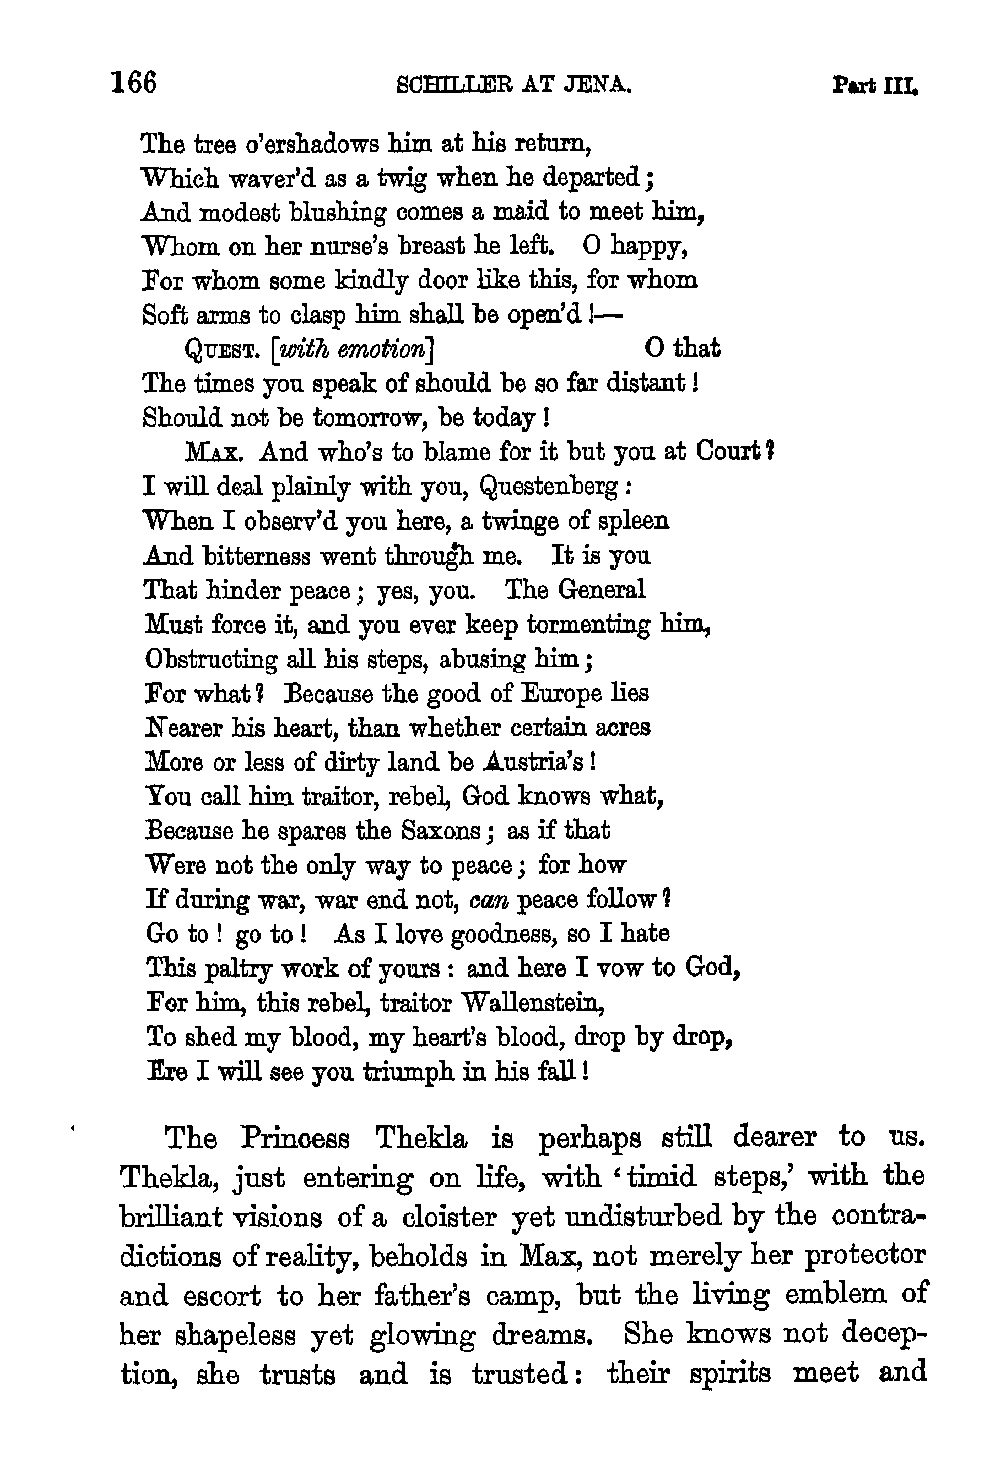 166 SCHILLER AT JENA. Part III.
The tree o'ershadows him at his return,
Which waver'd as a twig when he departed;
And modest blushing comes a maid to meet him,
Whom on her nurse's breast he left. O happy,
For whom some kindly door like this, for whom
Soft arms to clasp him shall be open'd!—
QUEST. [with emotion] O that
The times you speak of should be so far distant!
Should not be tomorrow, be today!
MAX. And who's to blame for it but you at Court?
I will deal plainly with you, Questenberg:
When I observ'd you here, a twinge of spleen
And bitterness went through me. It is you
That hinder peace; yes, you. The General
Must force it, and you ever keep tormenting him,
Obstructing all his steps, abusing him;
For what? Because the good of Europe lies
Nearer his heart, than whether certain acres
More or less of dirty land be Austria's!
You call him traitor, rebel, God knows what,
Because he spares the Saxons; as if that
Were not the only way to peace; for how
If during war, war end not, can peace follow?
Go to! go to! As I love goodness, so I hate
This paltry work of yours: and here I vow to God,
For him, this rebel, traitor Wallenstein,
To shed my blood, my heart's blood, drop by drop,
Ere I will see you triumph in his fall!
The Princess Thekla is perhaps still dearer to us.
Thekla, just entering on life, with 'timid steps,' with the
brilliant visions of a cloister yet undisturbed by the contra-
dictions of reality, beholds in Max, not merely her protector
and escort to her father's camp, but the living emblem of
her shapeless yet glowing dreams. She knows not decep-
tion, she trusts and is trusted: their spirits meet and